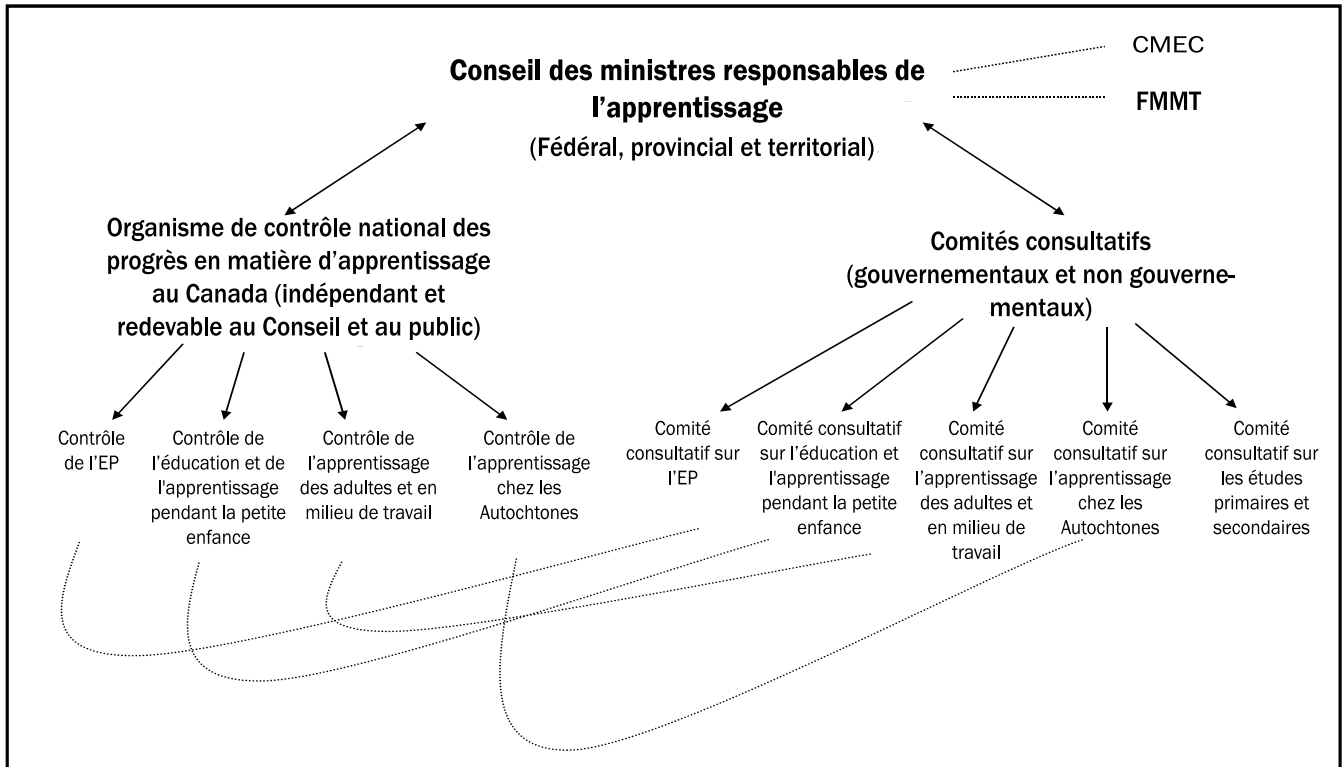 CMEC
FMMT
Conseil des ministres responsables de
l'apprentissage
(Fédéral, provincial et territorial)
Organisme de contrôle national des
progrès en matière d'apprentissage
au Canada (indépendant et
redevable au Conseil et au public)
Comités consultatifs
(gouvernementaux et non gouverne-
mentaux)
Contrôle
de l'EP
Contrôle de
l'éducation et de
l'apprentissage
pendant la petite
enfance
Contrôle de
l'apprentissage
des adultes et en
milieu de travail
Contrôle de
l'apprentissage
chez les
Autochtones
Comité
consultatif sur
l'EP
Comité consultatif
sur l'éducation et
l'apprentissage
pendant la petite
enfance
Comité
consultatif sur
l'apprentissage
des adultes et
en milieu de
travail
Comité
consultatif sur
l'apprentissage
chez les
Autochtones
Comité
consultatif sur
les études
primaires et
secondaires